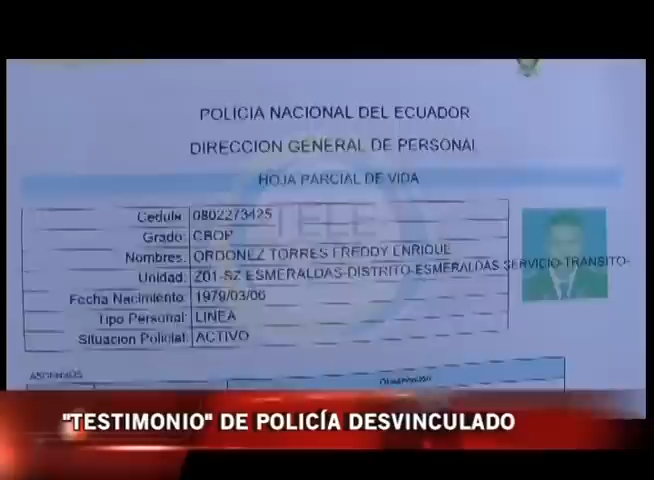 POLICIA NACIONAL DEL ECUADOR
DIRECCION GENERAL DE PERSONAL
HOJA PARCIAL DE VIDA
Cedula: 0802273425
Grado: CBOP
Nombres: ORDONEZ TORRES FREDDY ENRIQUE
Unidad: Z01-SZ ESMERALDAS-DISTRITO-ESMERALDAS SERVICIO-TRANSITO-
Fecha Nacimiento: 1979/03/06
Tipo Personal: LINEA
Situacion Policial: ACTIVO
ASCENSOS
TELE
"TESTIMONIO" DE POLICÍA DESVINCULADO